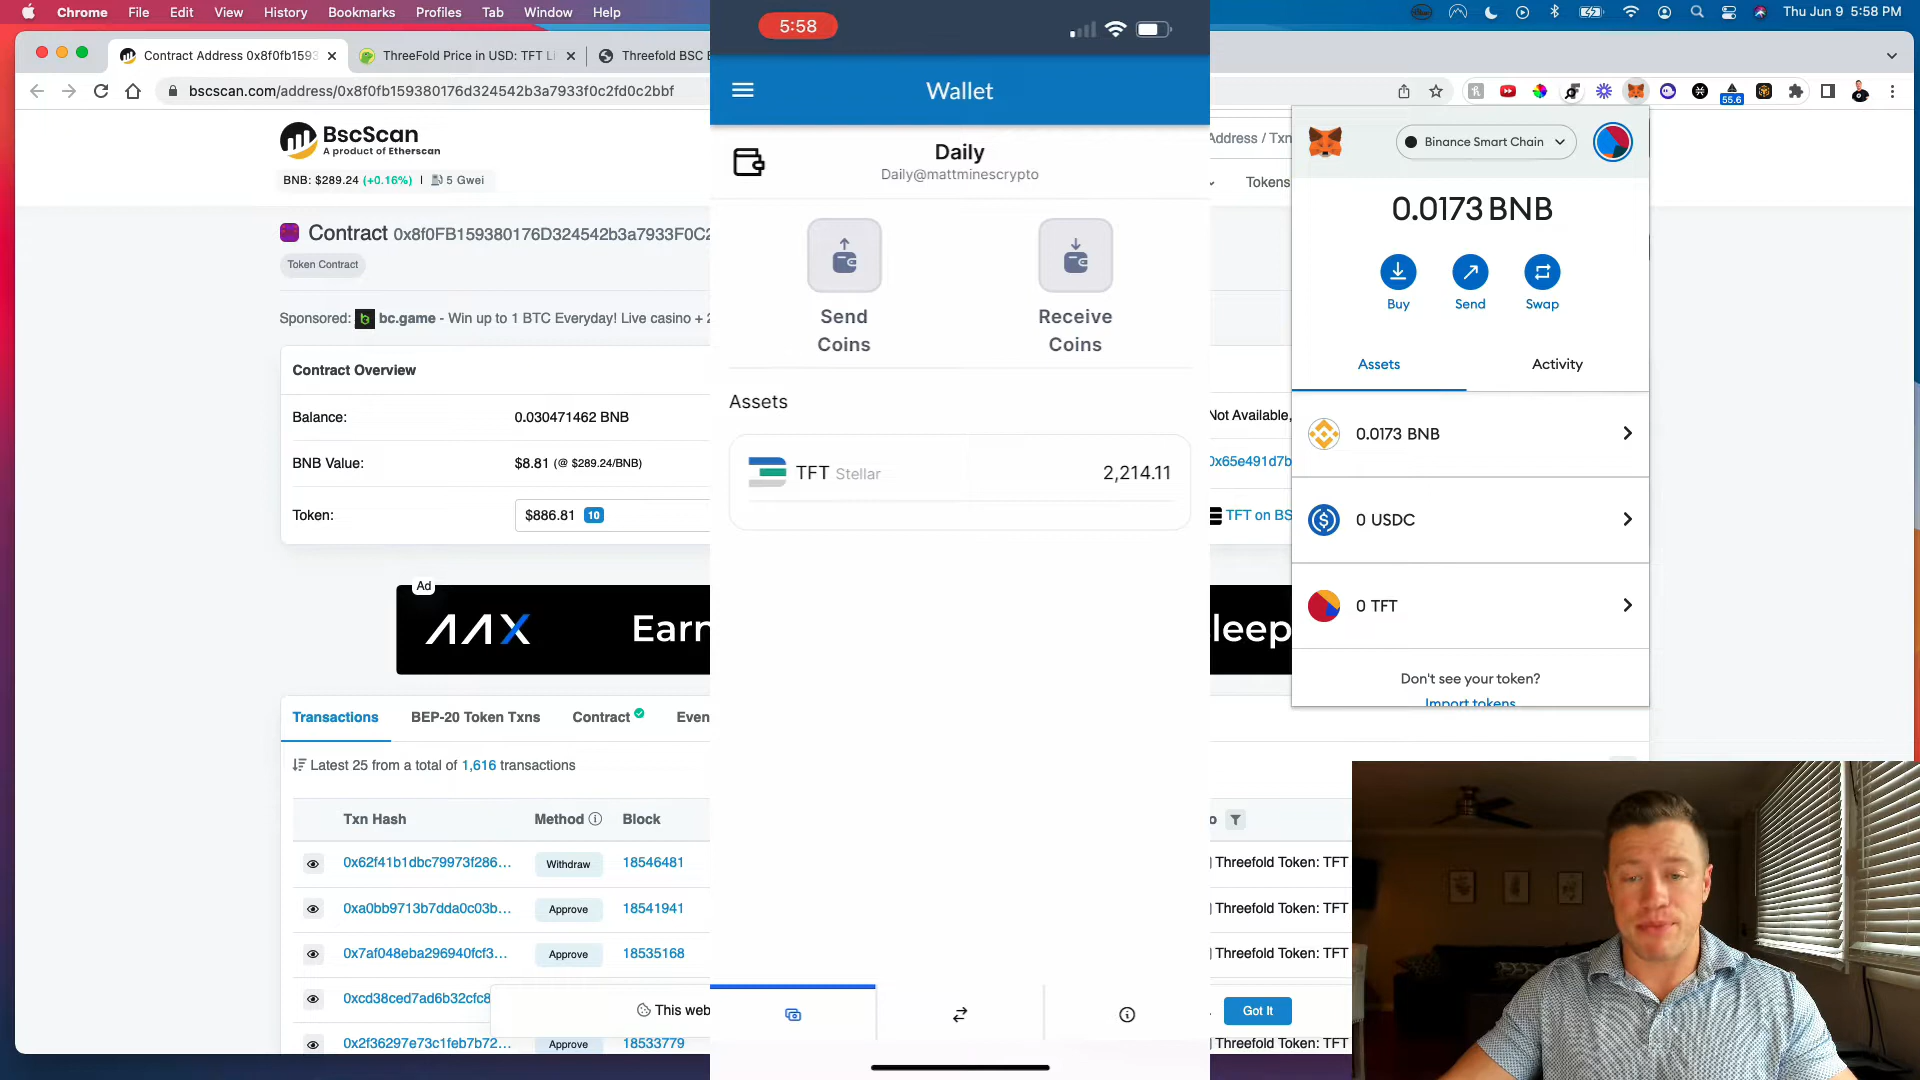 Chrome File Edit View History Bookmarks Profiles Tab Window Help
Thu Jun 9 5:58 PM
Contract Address 0x8f0fb1593
ThreeFold Price in USD: TFT Li
Threefold BSC
bscscan.com/address/0x8f0fb159380176d324542b3a7933f0c2fd0c2bbf
55.6
BscScan
A product of Etherscan
BNB: $289.24 (+0.16%) | 5 Gwei
Address / Txn
Tokens
Contract 0x8f0FB159380176D324542b3a7933F0C2
Token Contract
Sponsored: bc.game - Win up to 1 BTC Everyday! Live casino + 2
Contract Overview
Balance: 0.030471462 BNB
BNB Value: $8.81 (@ $289.24/BNB)
Token: $886.81 10
Not Available,
0x65e491d7b
TFT on BS
Ad
AAX Earn
leep
Transactions BEP-20 Token Txns Contract Even
Latest 25 from a total of 1,616 transactions
Txn Hash Method Block
0x62f41b1dbc79973f286... Withdraw 18546481
Threefold Token: TFT
0xa0bb9713b7dda0c03b... Approve 18541941
Threefold Token: TFT
0x7af048eba296940fcf3... Approve 18535168
Threefold Token: TFT
0xcd38ced7ad6b32cfc8
Threefold Token: TFT
This web
Got It
0x2f36297e73c1feb7b72... Approve 18533779
Threefold Token: TFT
5:58
Wallet
Daily
Daily@mattminescrypto
Send Receive
Coins Coins
Assets
TFT Stellar 2,214.11
Binance Smart Chain
0.0173 BNB
Buy Send Swap
Assets Activity
0.0173 BNB
0 USDC
0 TFT
Don't see your token?
Import tokens